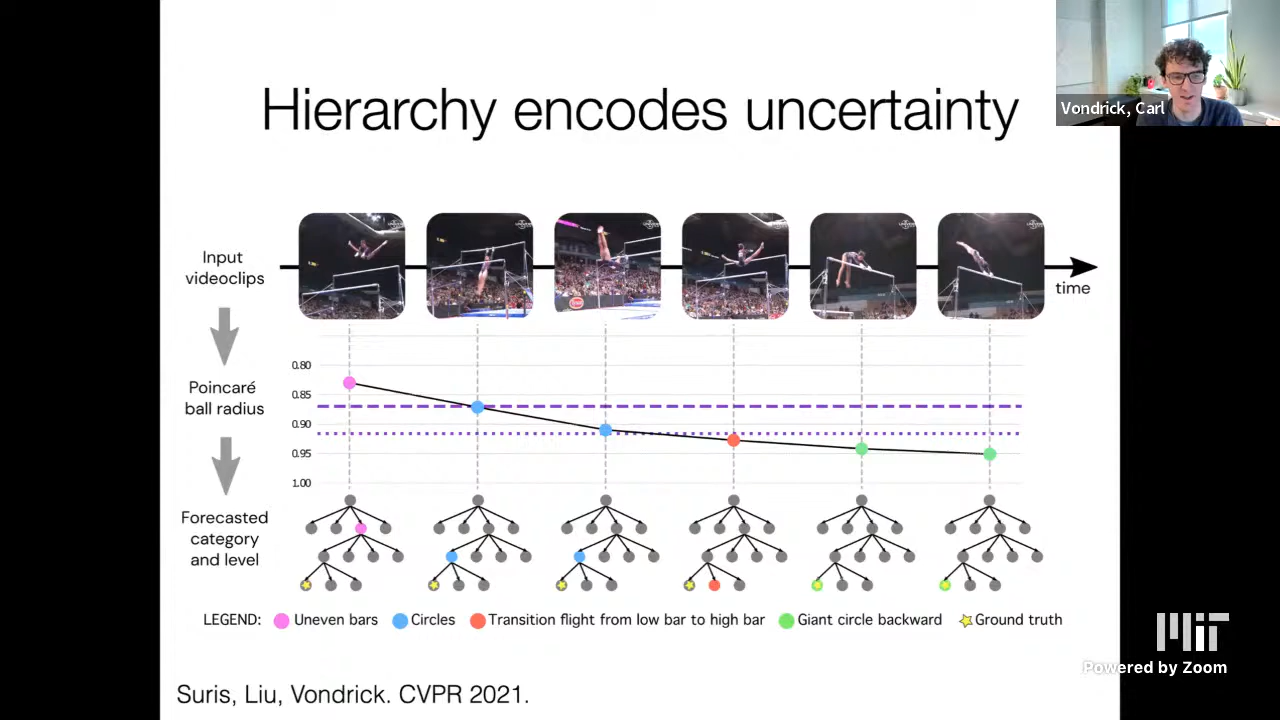 Hierarchy encodes uncertainty
Vondrick, Carl
Input
videoclips
time
Poincaré
ball radius
0.80
0.85
0.90
0.95
1.00
Forecasted
category
and level
LEGEND: Uneven bars Circles Transition flight from low bar to high bar Giant circle backward Ground truth
Suris, Liu, Vondrick. CVPR 2021.
MIT
Powered by Zoom